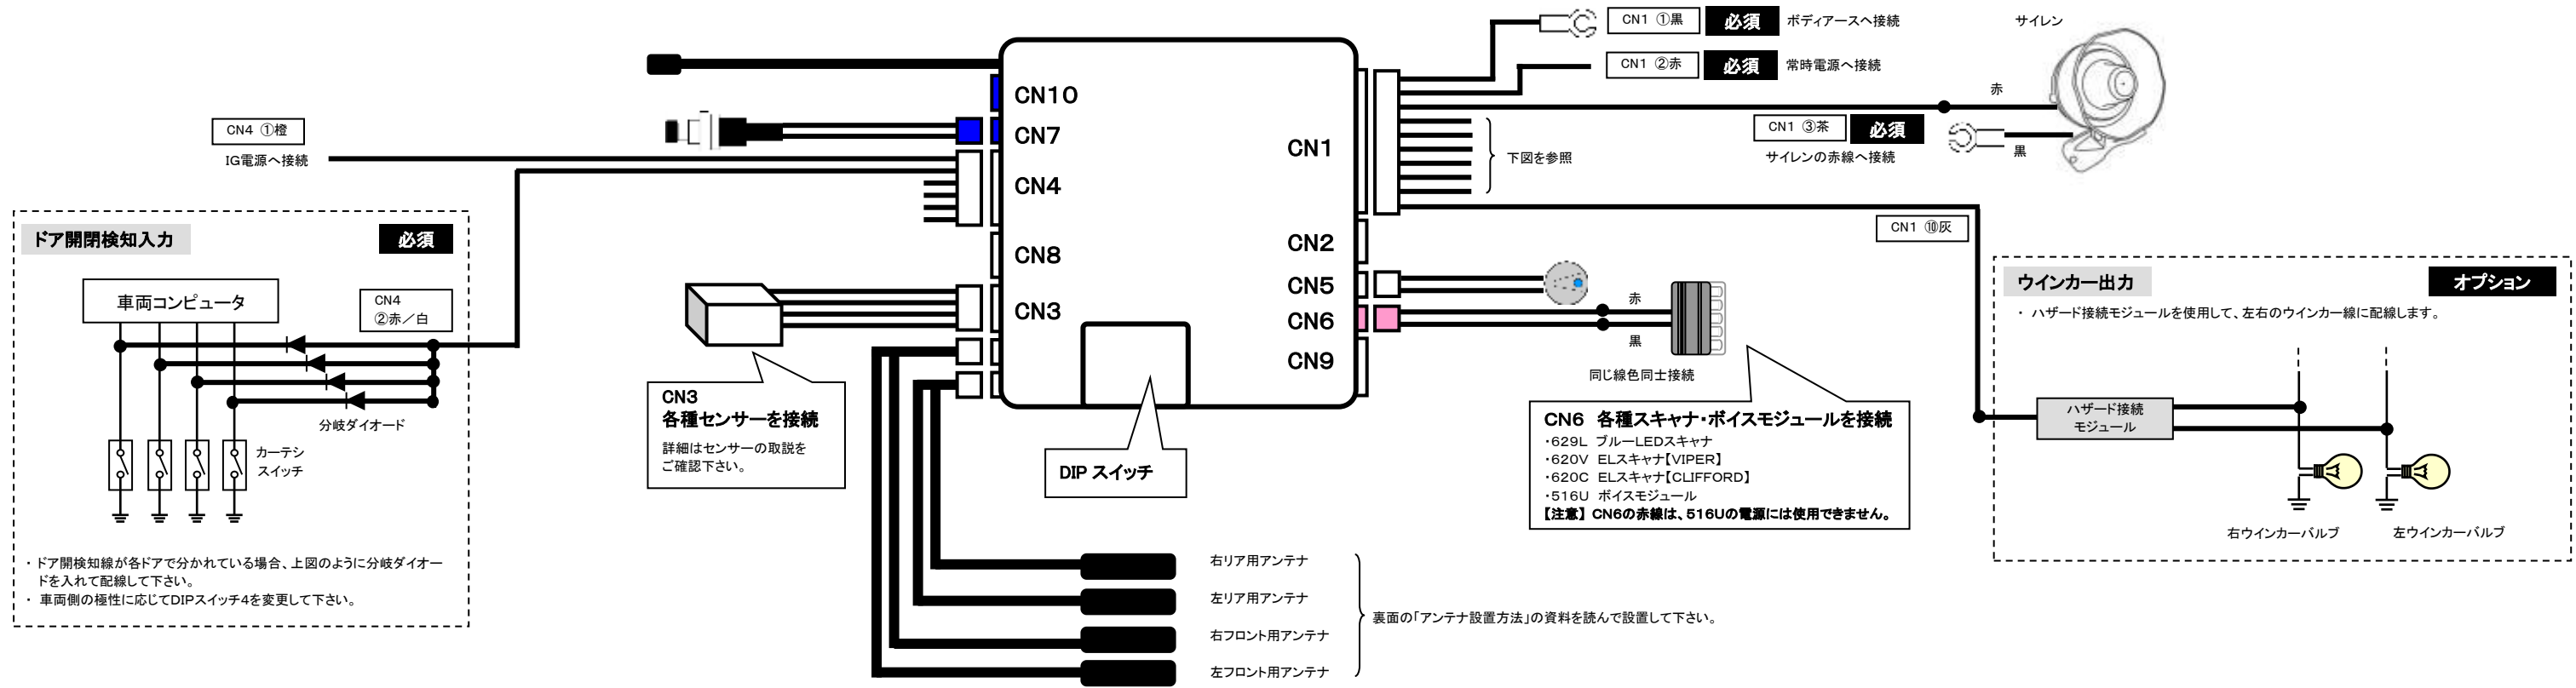 CN1 ①黒
必須
ボディアースへ接続
サイレン
CN1 ②赤
必須
常時電源へ接続
赤
CN10
CN4 ①橙
CN7
CN1
CN1 ③茶
必須
黒
IG電源へ接続
下図を参照
サイレンの赤線へ接続
CN4
ドア開閉検知入力
必須
CN1 ⑩灰
CN8
CN2
車両コンピュータ
CN4
②赤／白
CN3
CN5
CN6
赤
黒
CN9
ウインカー出力
オプション
・ ハザード接続モジュールを使用して、左右のウインカー線に配線します。
同じ線色同士接続
分岐ダイオード
カーテシ
スイッチ
CN3
各種センサーを接続
詳細はセンサーの取説を
ご確認下さい。
DIP スイッチ
CN6 各種スキャナ・ボイスモジュールを接続
・629L ブルーLEDスキャナ
・620V ELスキャナ【VIPER】
・620C ELスキャナ【CLIFFORD】
・516U ボイスモジュール
【注意】 CN6の赤線は、516Uの電源には使用できません。
ハザード接続
モジュール
右ウインカーバルブ
左ウインカーバルブ
・ドア開検知線が各ドアで分かれている場合、上図のように分岐ダイオー
ドを入れて配線して下さい。
・ 車両側の極性に応じてDIPスイッチ4を変更して下さい。
右リア用アンテナ
左リア用アンテナ
右フロント用アンテナ
左フロント用アンテナ
裏面の「アンテナ設置方法」の資料を読んで設置して下さい。